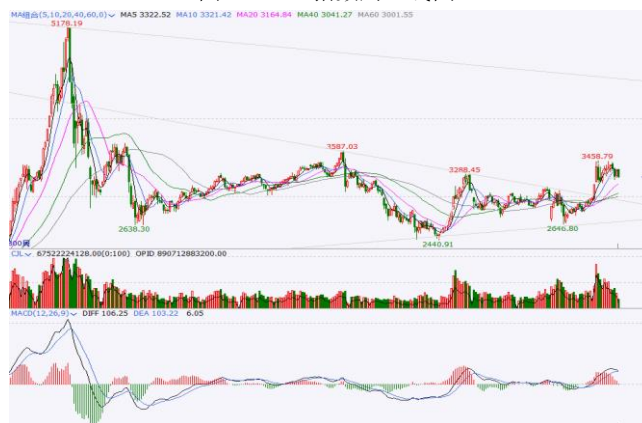 MA组合(5,10,20,40,60,0) MA5 3322.52 MA10 3321.42 MA20 3164.84 MA40 3041.27 MA60 3001.55
5178.19
3587.03
3288.45
3458.79
2638.30
2646.80
2440.91
CJL 67522224128.00(0:100) OPID 890712883200.00
MACD(12,26,9) DIFF 106.25 DEA 103.22 6.05